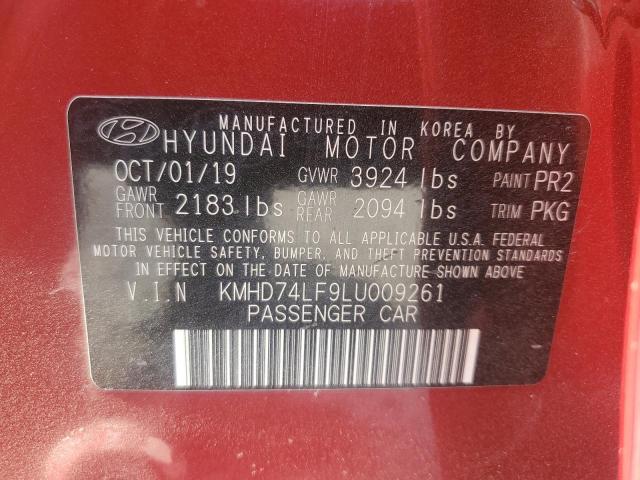 MANUFACTURED IN KOREA BY
HYUNDAI MOTOR COMPANY
OCT/01/19 GVWR 3924 lbs PAINT PR2
GAWR FRONT 2183 lbs GAWR REAR 2094 lbs TRIM PKG
THIS VEHICLE CONFORMS TO ALL APPLICABLE U.S.A. FEDERAL
MOTOR VEHICLE SAFETY, BUMPER, AND THEFT PREVENTION STANDARDS
IN EFFECT ON THE DATE OF MANUFACTURE SHOWN ABOVE
V.I.N KMHD74LF9LU009261
PASSENGER CAR